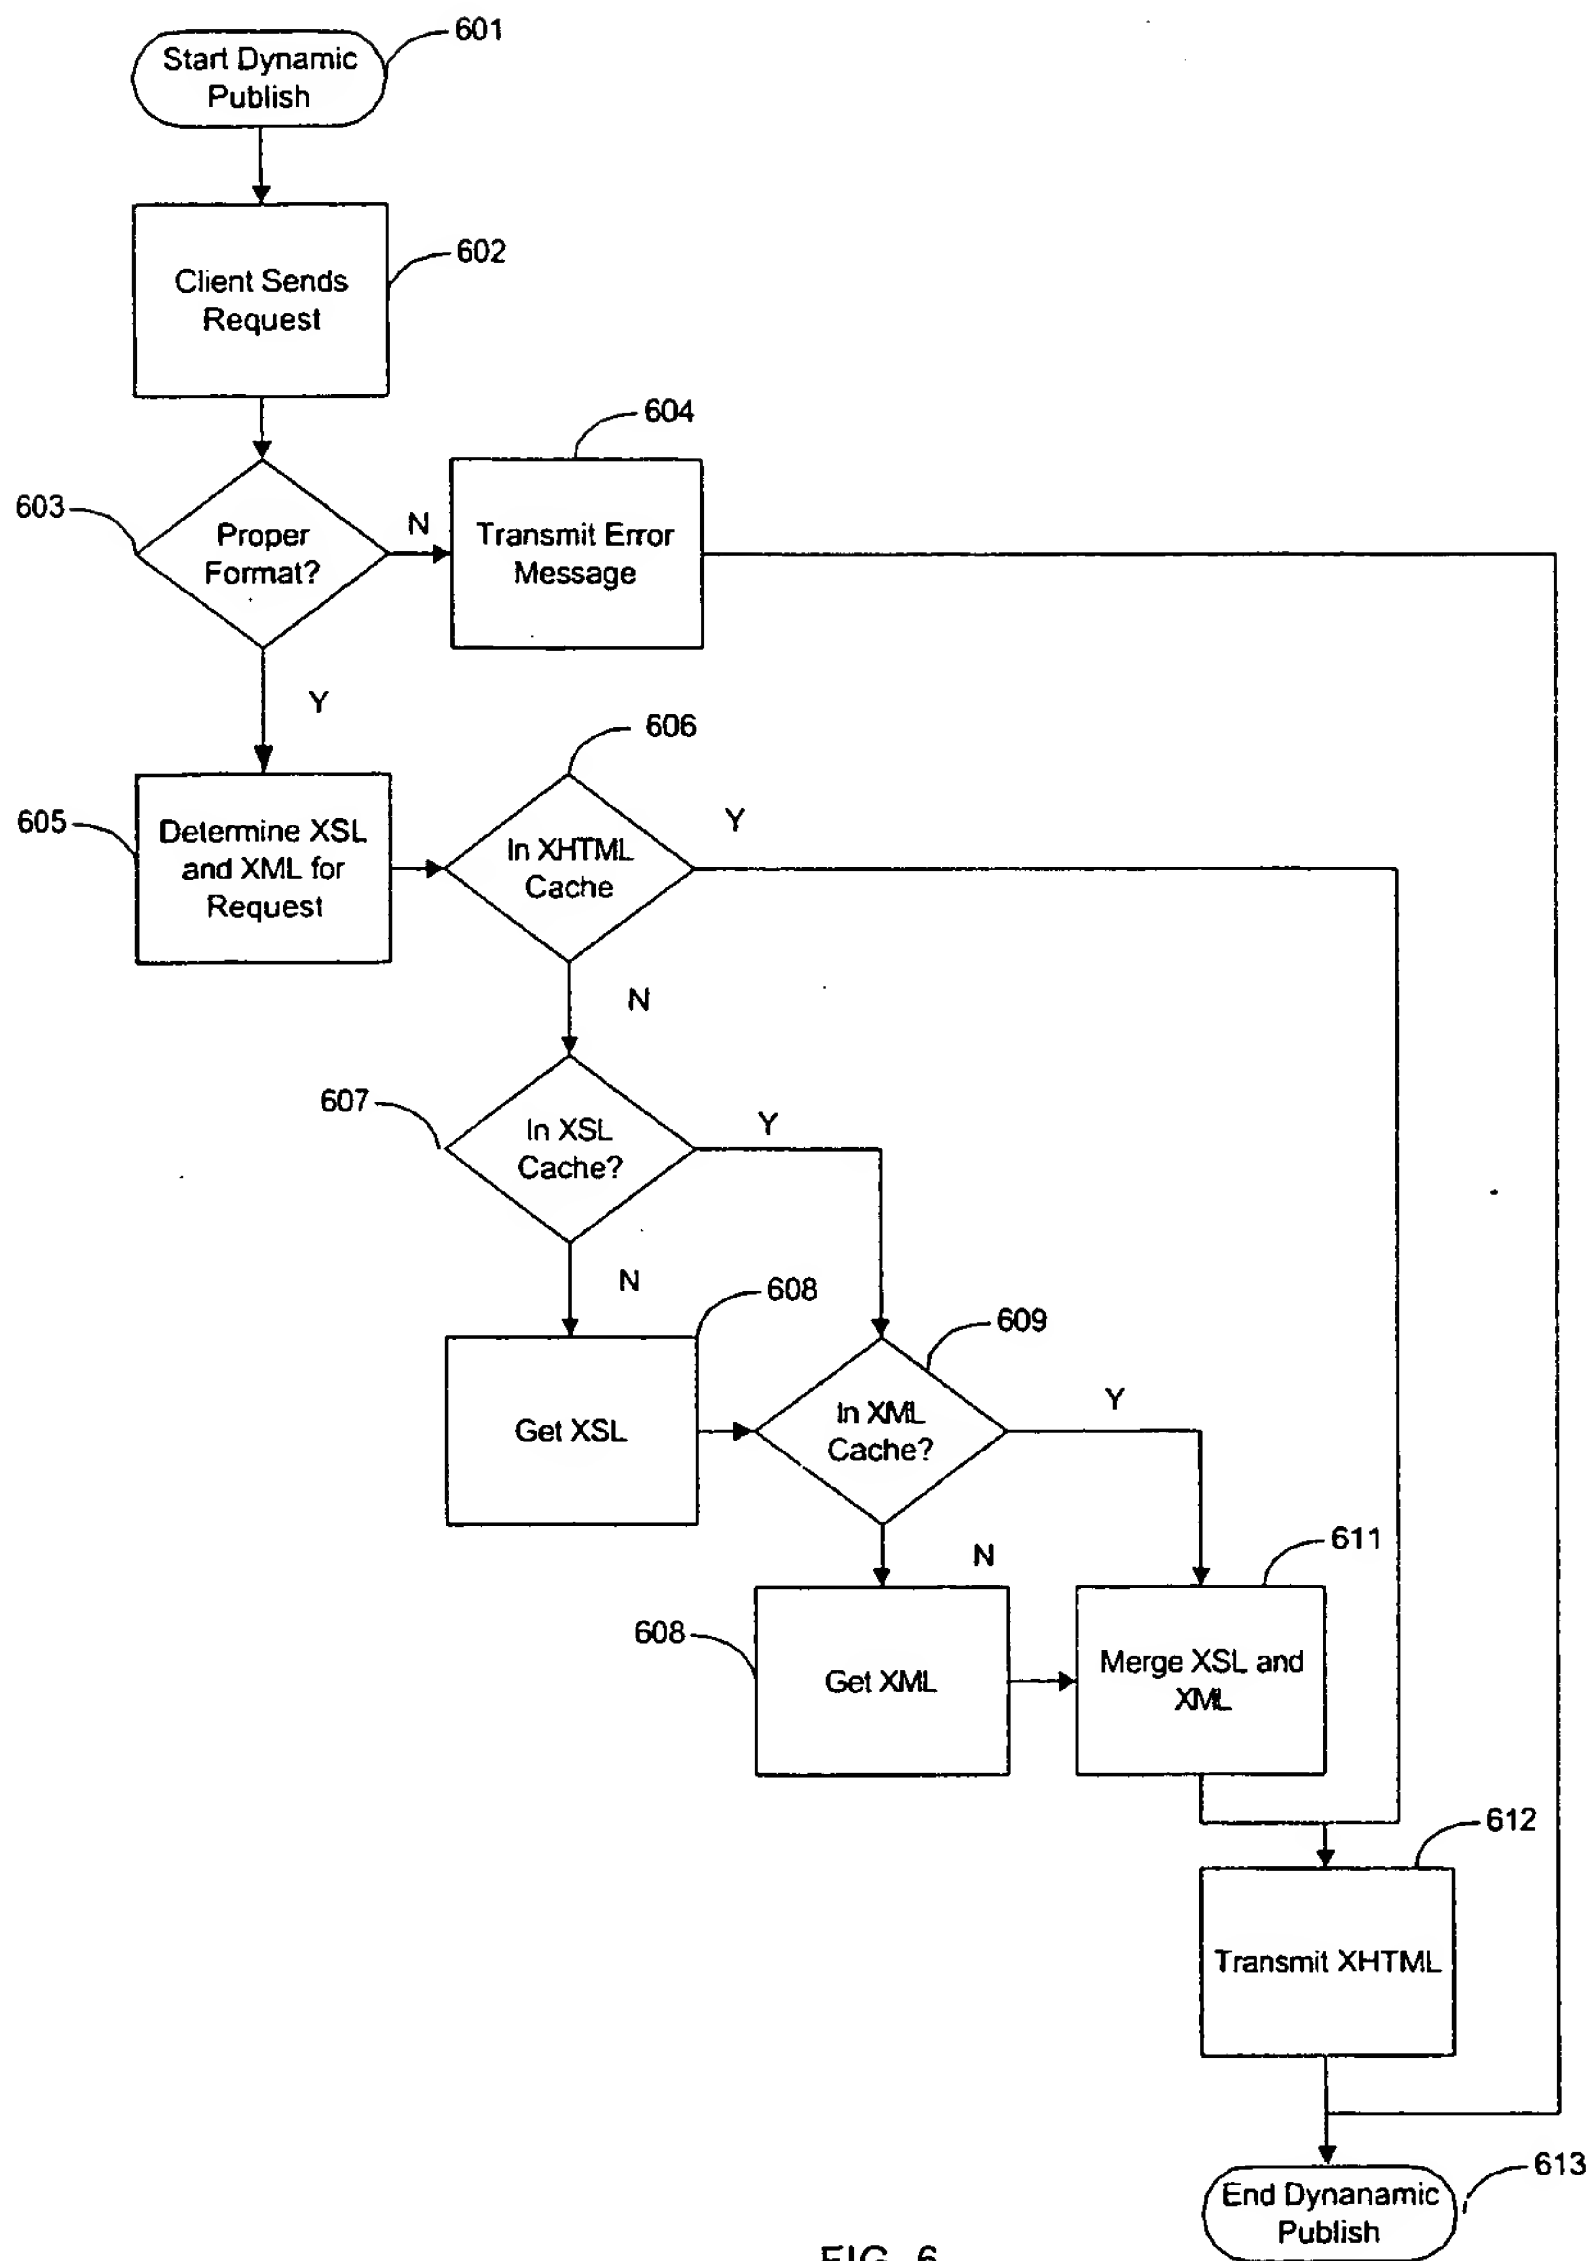 601
Start Dynamic
Publish
602
Client Sends
Request
604
603
Proper
Format?
N
Transmit Error
Message
Y
606
605
Determine XSL
and XML for
Request
In XHTML
Cache
Y
N
607
In XSL
Cache?
Y
N
608
609
Get XSL
In XML
Cache?
Y
N
611
608
Get XML
Merge XSL and
XML
612
Transmit XHTML
613
End Dynanamic
Publish
FIG. 6